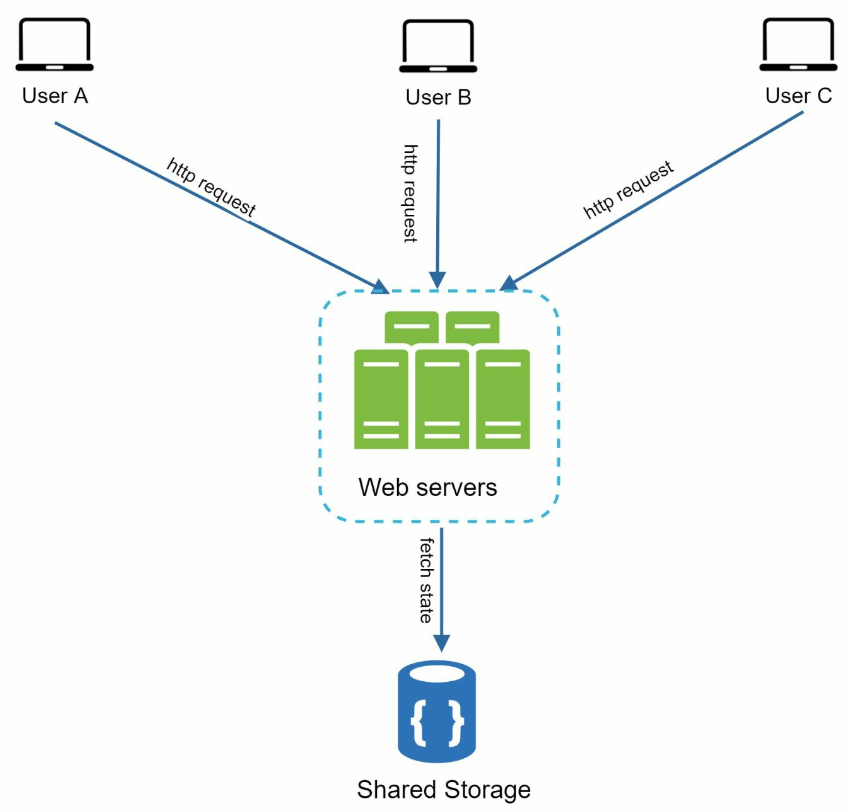 User A
User B
User C
http request
http request
http request
Web servers
fetch state
{ }
Shared Storage